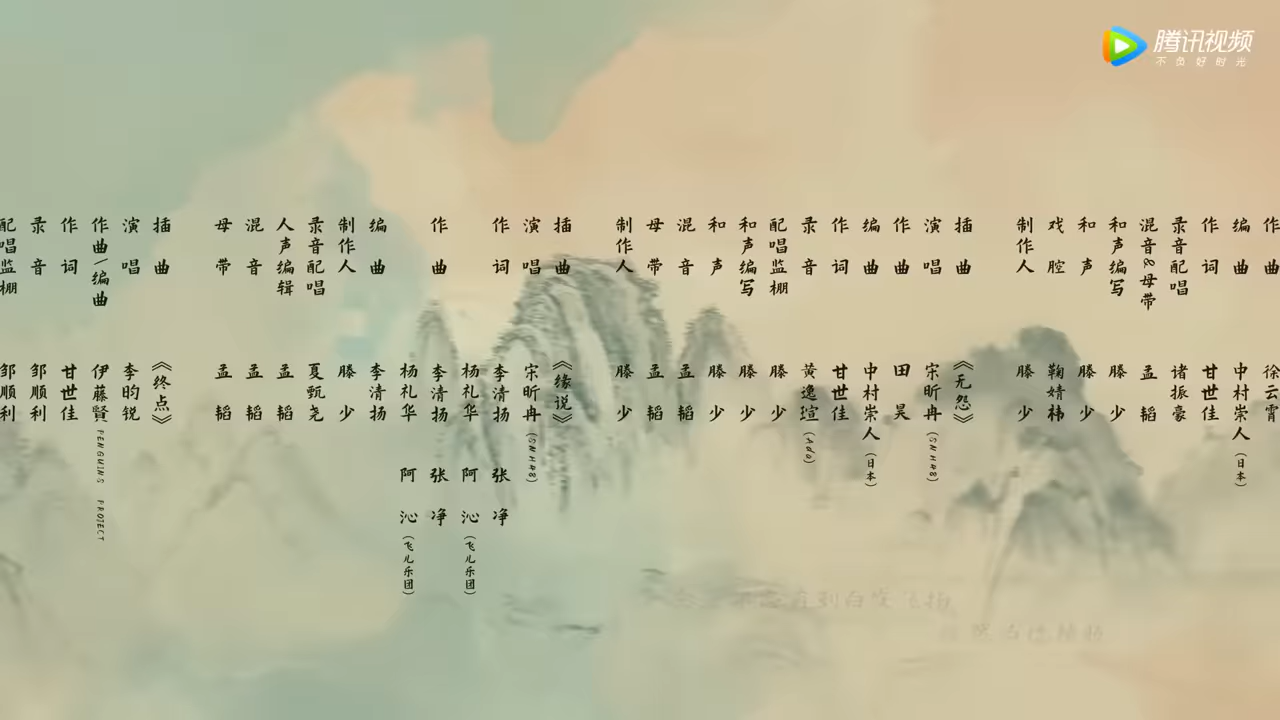 腾讯视频
不负好时光
作曲 徐云霄
编曲 中村崇人(日本)
作词 甘世佳
录音配唱 诸振豪
混音&母带 孟韬
和声编写 滕少
和声 滕少
戏腔 鞠婧祎
制作人 滕少
插曲 《无怨》
演唱 宋昕冉(SNH48)
作曲 田昊
编曲 中村崇人(日本)
作词 甘世佳
录音 黄逸瑄(Ado)
配唱监棚 滕少
和声编写 滕少
和声 滕少
混音 孟韬
母带 孟韬
制作人 滕少
插曲 《缘说》
演唱 宋昕冉(SNH48)
作词 李清扬 张净
杨礼华 阿沁(飞儿乐团)
作曲 李清扬 张净
杨礼华 阿沁(飞儿乐团)
编曲 李清扬
制作人 滕少
录音配唱 夏甄尧
人声编辑 孟韬
混音 孟韬
母带 孟韬
插曲 《终点》
演唱 李昀锐
作曲/编曲 伊藤賢/PENGUINS PROJECT
作词 甘世佳
录音 邹顺利
配唱监棚 邹顺利